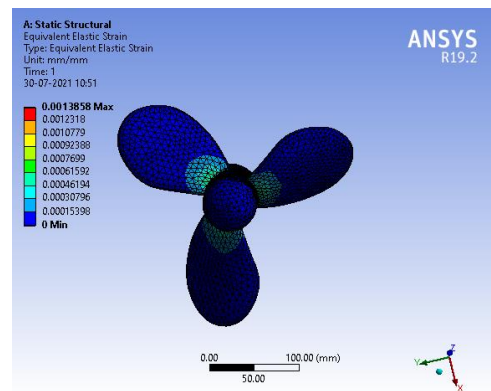 A: Static Structural
Equivalent Elastic Strain
Type: Equivalent Elastic Strain
Unit: mm/mm
Time: 1
30-07-2021 10:51
ANSYS
R19.2
0.0013858 Max
0.0012318
0.0010779
0.00092388
0.0007699
0.00061592
0.00046194
0.00030796
0.00015398
0 Min
0.00
100.00 (mm)
50.00
Y
Z
X